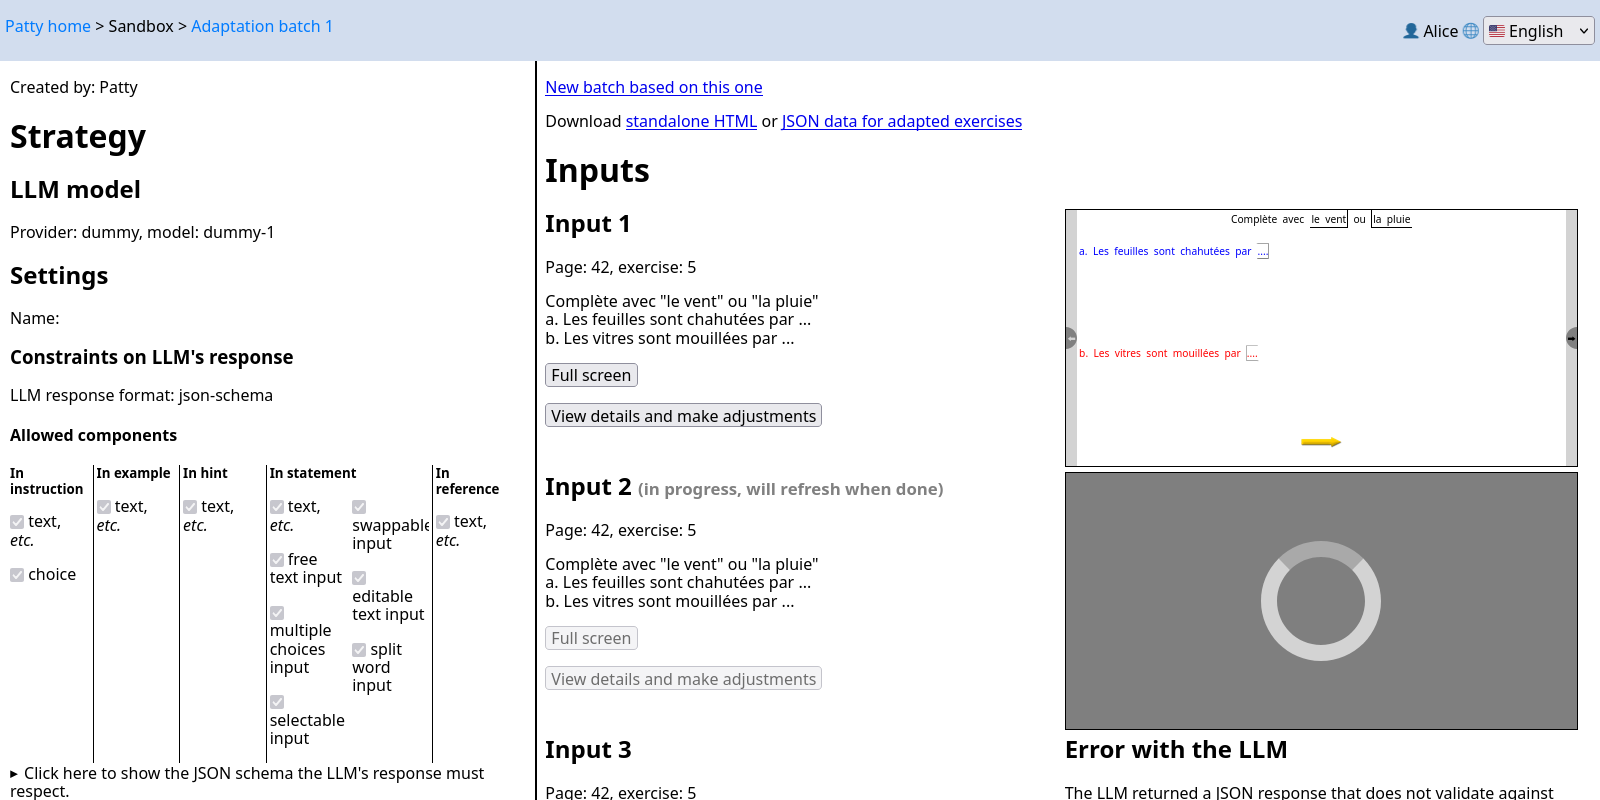 Patty home > Sandbox > Adaptation batch 1
Alice
English
Created by: Patty
Strategy
LLM model
Provider: dummy, model: dummy-1
Settings
Name:
Constraints on LLM's response
LLM response format: json-schema
Allowed components
In
instruction
text,
etc.
choice
In example
text,
etc.
In hint
text,
etc.
In statement
text,
etc.
free
text input
multiple
choices
input
selectable
input
swappable
input
editable
text input
split
word
input
In
reference
text,
etc.
▸ Click here to show the JSON schema the LLM's response must
respect.
New batch based on this one
Download standalone HTML or JSON data for adapted exercises
Inputs
Input 1
Page: 42, exercise: 5
Complète avec "le vent" ou "la pluie"
a. Les feuilles sont chahutées par ...
b. Les vitres sont mouillées par ...
Full screen
View details and make adjustments
Complète avec le vent ou la pluie
a. Les feuilles sont chahutées par ....
b. Les vitres sont mouillées par ....
Input 2 (in progress, will refresh when done)
Page: 42, exercise: 5
Complète avec "le vent" ou "la pluie"
a. Les feuilles sont chahutées par ...
b. Les vitres sont mouillées par ...
Full screen
View details and make adjustments
Input 3
Page: 42, exercise: 5
Error with the LLM
The LLM returned a JSON response that does not validate against